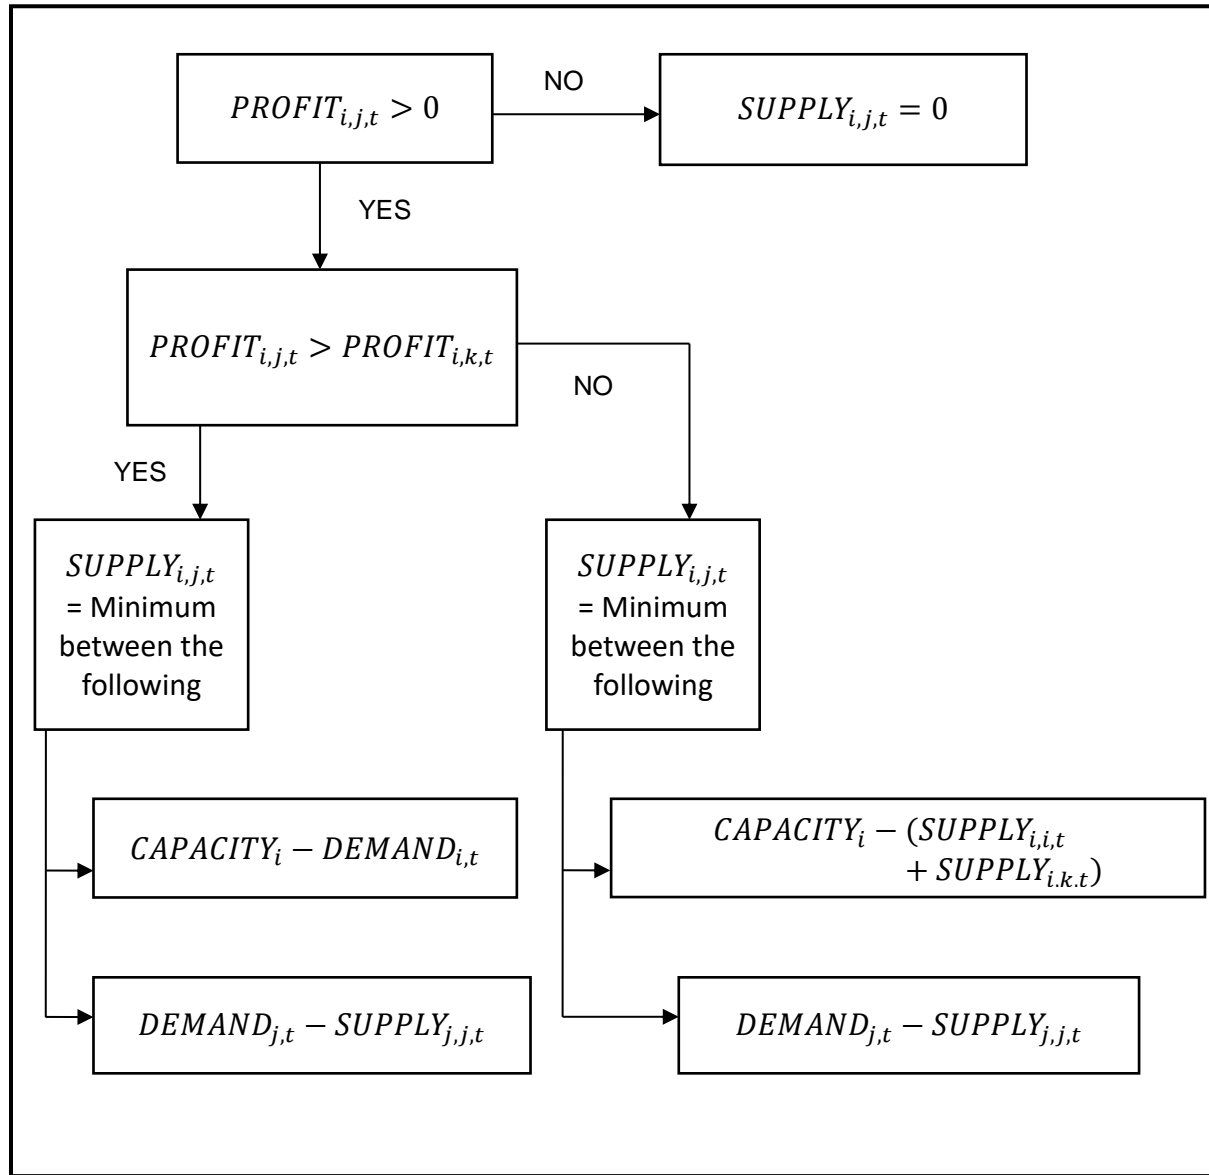 PROFIT_{i,j,t} > 0
NO
SUPPLY_{i,j,t} = 0
YES
PROFIT_{i,j,t} > PROFIT_{i,k,t}
NO
YES
SUPPLY_{i,j,t}
= Minimum
between the
following
SUPPLY_{i,j,t}
= Minimum
between the
following
CAPACITY_i − DEMAND_{i,t}
CAPACITY_i − (SUPPLY_{i,i,t}
+ SUPPLY_{i.k.t})
DEMAND_{j,t} − SUPPLY_{j,j,t}
DEMAND_{j,t} − SUPPLY_{j,j,t}